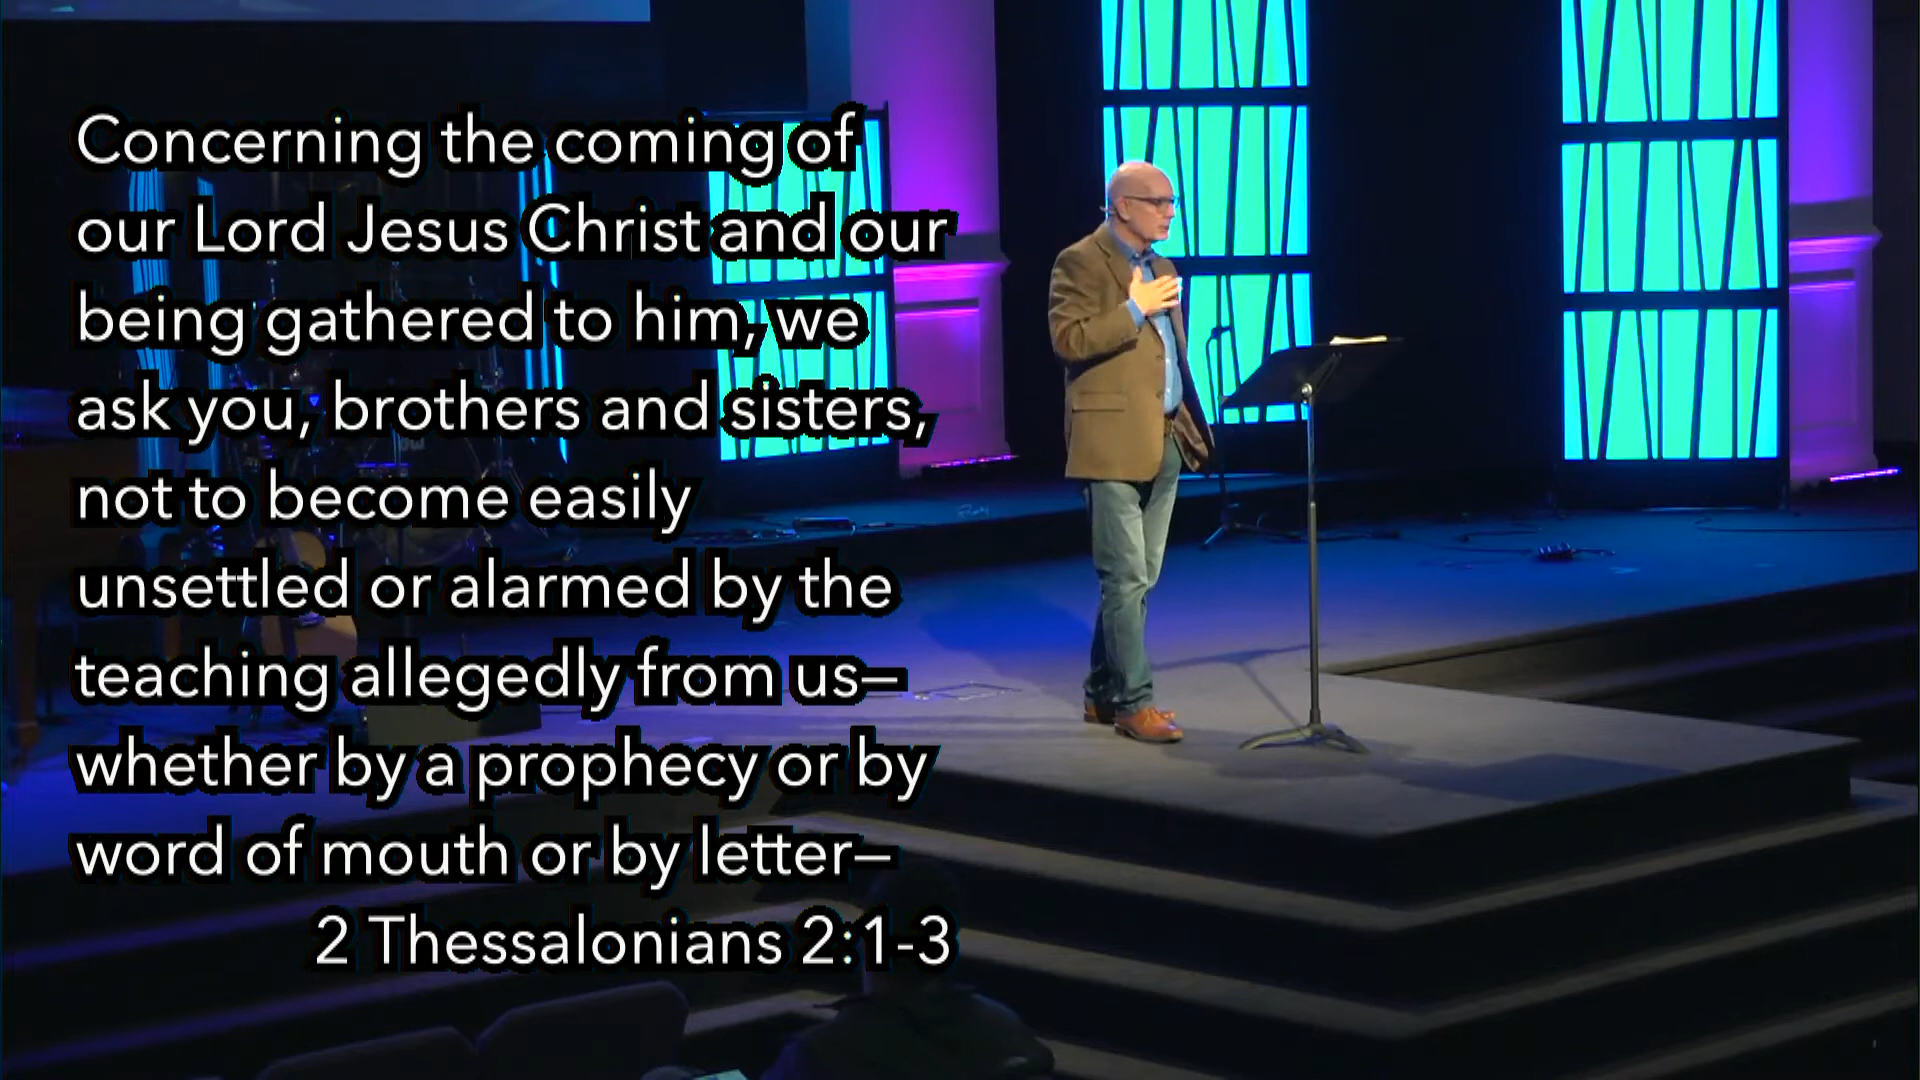 Concerning the coming of
our Lord Jesus Christ and our
being gathered to him, we
ask you, brothers and sisters,
not to become easily
unsettled or alarmed by the
teaching allegedly from us—
whether by a prophecy or by
word of mouth or by letter—
2 Thessalonians 2:1-3